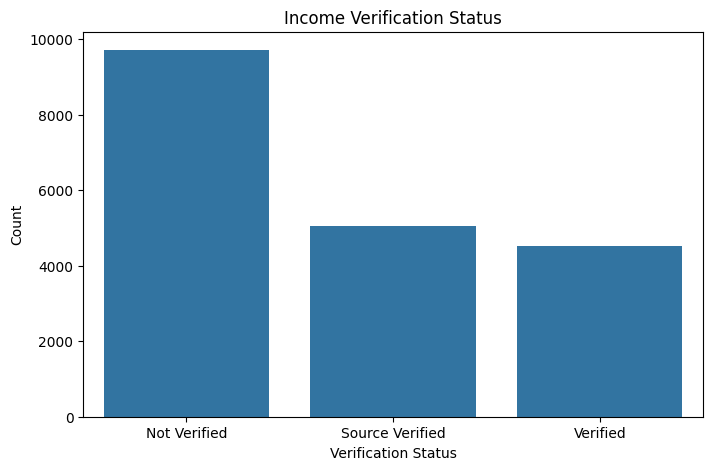 Income Verification Status
10000
8000
6000
4000
2000
0
Count
Not Verified
Source Verified
Verified
Verification Status